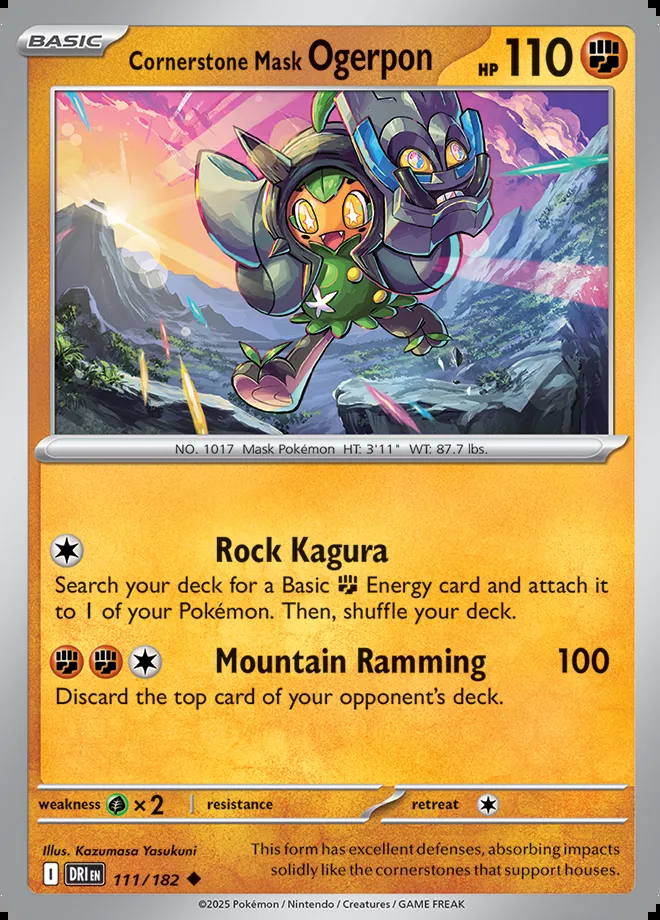 BASIC
Cornerstone Mask Ogerpon HP 110
NO. 1017 Mask Pokémon HT: 3'11" WT: 87.7 lbs.
Rock Kagura
Search your deck for a Basic Energy card and attach it
to 1 of your Pokémon. Then, shuffle your deck.
Mountain Ramming 100
Discard the top card of your opponent's deck.
weakness ×2 resistance retreat
Illus. Kazumasa Yasukuni
This form has excellent defenses, absorbing impacts
solidly like the cornerstones that support houses.
I DRI EN 111/182
©2025 Pokémon / Nintendo / Creatures / GAME FREAK